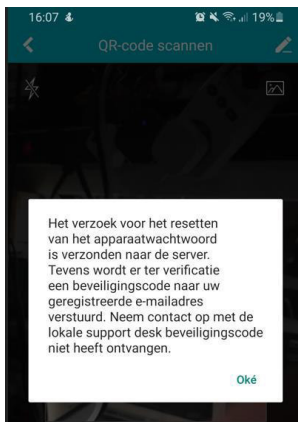 16:07 19%
QR-code scannen
Het verzoek voor het resetten
van het apparaatwachtwoord
is verzonden naar de server.
Tevens wordt er ter verificatie
een beveiligingscode naar uw
geregistreerde e-mailadres
verstuurd. Neem contact op met de
lokale support desk beveiligingscode
niet heeft ontvangen.
Oké